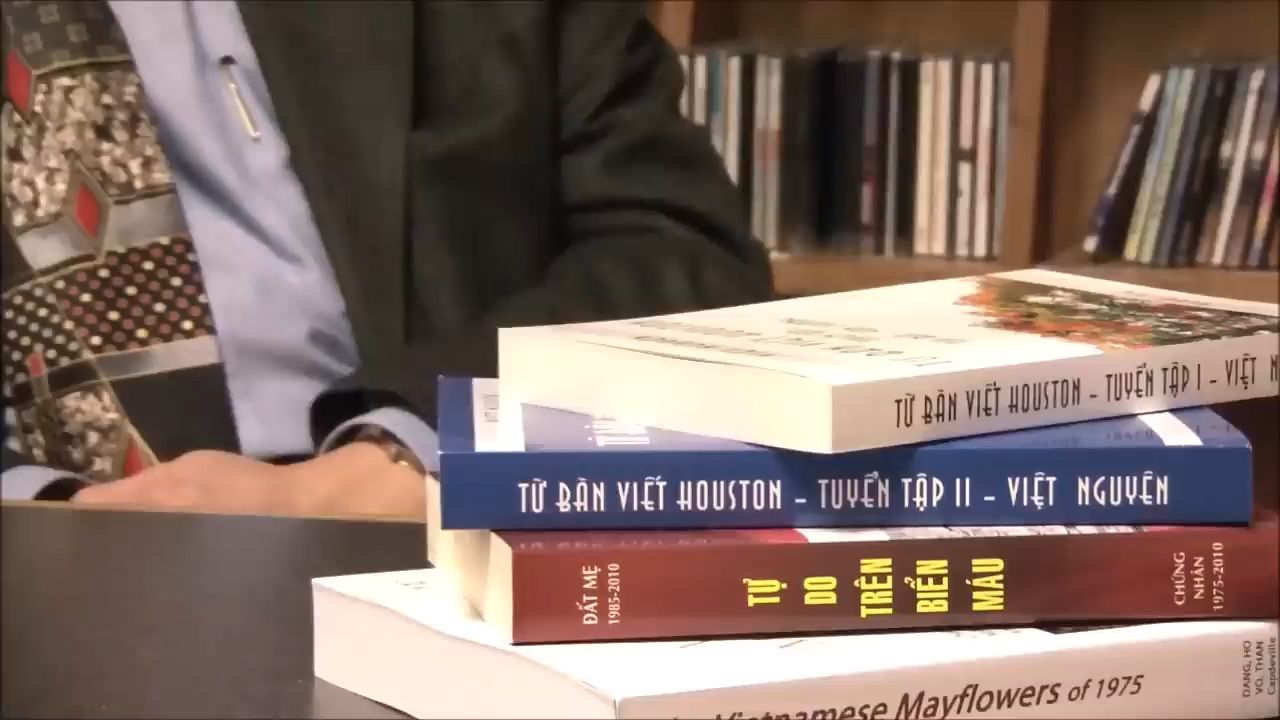 TỪ BÀN VIẾT HOUSTON – TUYỂN TẬP I – VIỆT
TỪ BÀN VIẾT HOUSTON – TUYỂN TẬP II – VIỆT NGUYÊN
ĐẤT MẸ
1985-2010
TỰ
DO
TRÊN
BIỂN
MÁU
CHỨNG
NHÂN
1975-2010
Vietnamese Mayflowers of 1975
DANG, HO
VO, THAN
Capdeville